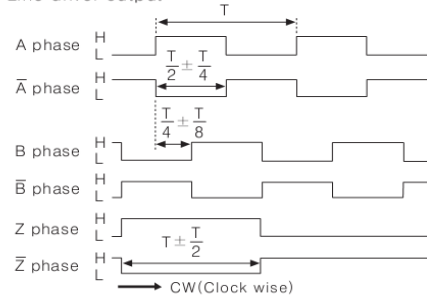 Line driver output
T
A phase H
L
A̅ phase H
L
T/2 ± T/4
T/4 ± T/8
B phase H
L
B̅ phase H
L
Z phase H
L
T ± T/2
Z̅ phase H
L
CW(Clock wise)